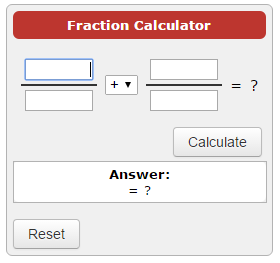 Fraction Calculator
+ ▼ = ?
Calculate
Answer:
= ?
Reset